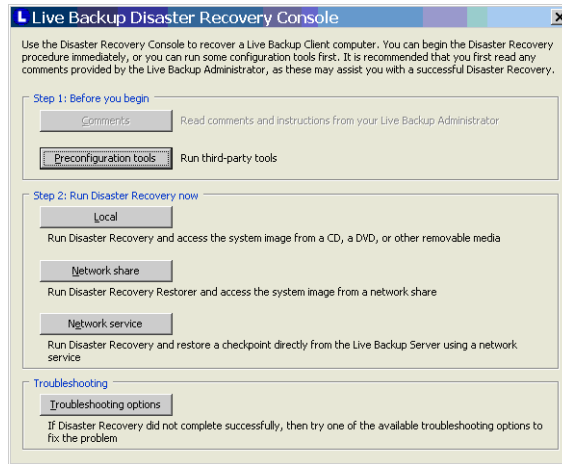 L Live Backup Disaster Recovery Console
Use the Disaster Recovery Console to recover a Live Backup Client computer. You can begin the Disaster Recovery
procedure immediately, or you can run some configuration tools first. It is recommended that you first read any
comments provided by the Live Backup Administrator, as these may assist you with a successful Disaster Recovery.
Step 1: Before you begin
Comments Read comments and instructions from your Live Backup Administrator
Preconfiguration tools Run third-party tools
Step 2: Run Disaster Recovery now
Local
Run Disaster Recovery and access the system image from a CD, a DVD, or other removable media
Network share
Run Disaster Recovery Restorer and access the system image from a network share
Network service
Run Disaster Recovery and restore a checkpoint directly from the Live Backup Server using a network
service
Troubleshooting
Troubleshooting options
If Disaster Recovery did not complete successfully, then try one of the available troubleshooting options to
fix the problem